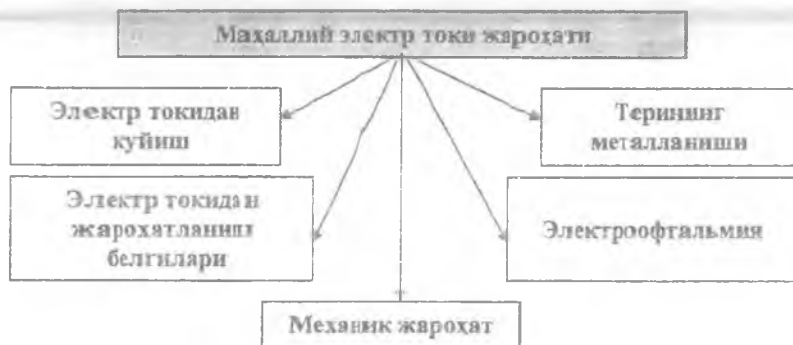 Маҳаллий электр токи жароҳати
Электр токидан
куйиш
Терининг
металланиши
Электр токидан
жароҳатланиш
белгилари
Электроофтальмия
Механик жароҳат